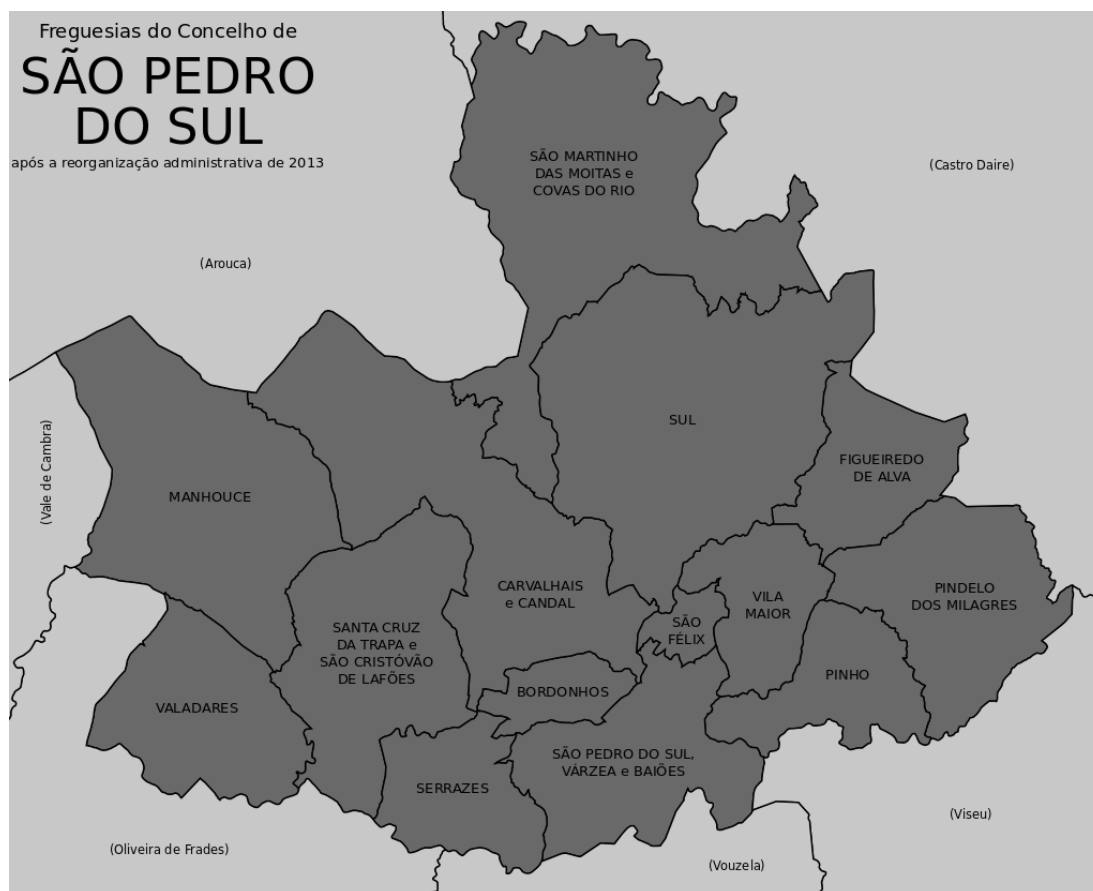 Freguesias do Concelho de
SÃO PEDRO
DO SUL
após a reorganização administrativa de 2013
SÃO MARTINHO
DAS MOITAS e
COVAS DO RIO
(Castro Daire)
(Arouca)
SUL
(Vale de Cambra)
FIGUEIREDO
DE ALVA
MANHOUCE
CARVALHAIS
e CANDAL
VILA
MAIOR
PINDELO
DOS MILAGRES
SANTA CRUZ
DA TRAPA e
SÃO CRISTÓVÃO
DE LAFÕES
SÃO
FÉLIX
PINHO
BORDONHOS
VALADARES
SÃO PEDRO DO SUL,
VÁRZEA e BAIÕES
SERRAZES
(Viseu)
(Oliveira de Frades)
(Vouzela)